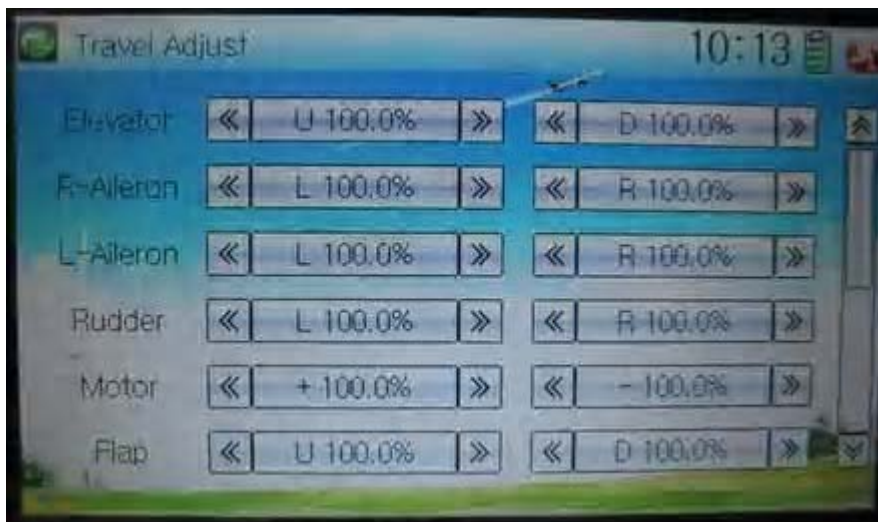 Travel Adjust 10:13
Elevator « U 100.0% » « D 100.0% »
R-Aileron « L 100.0% » « R 100.0% »
L-Aileron « L 100.0% » « R 100.0% »
Rudder « L 100.0% » « R 100.0% »
Motor « + 100.0% » « - 100.0% »
Flap « U 100.0% » « D 100.0% »